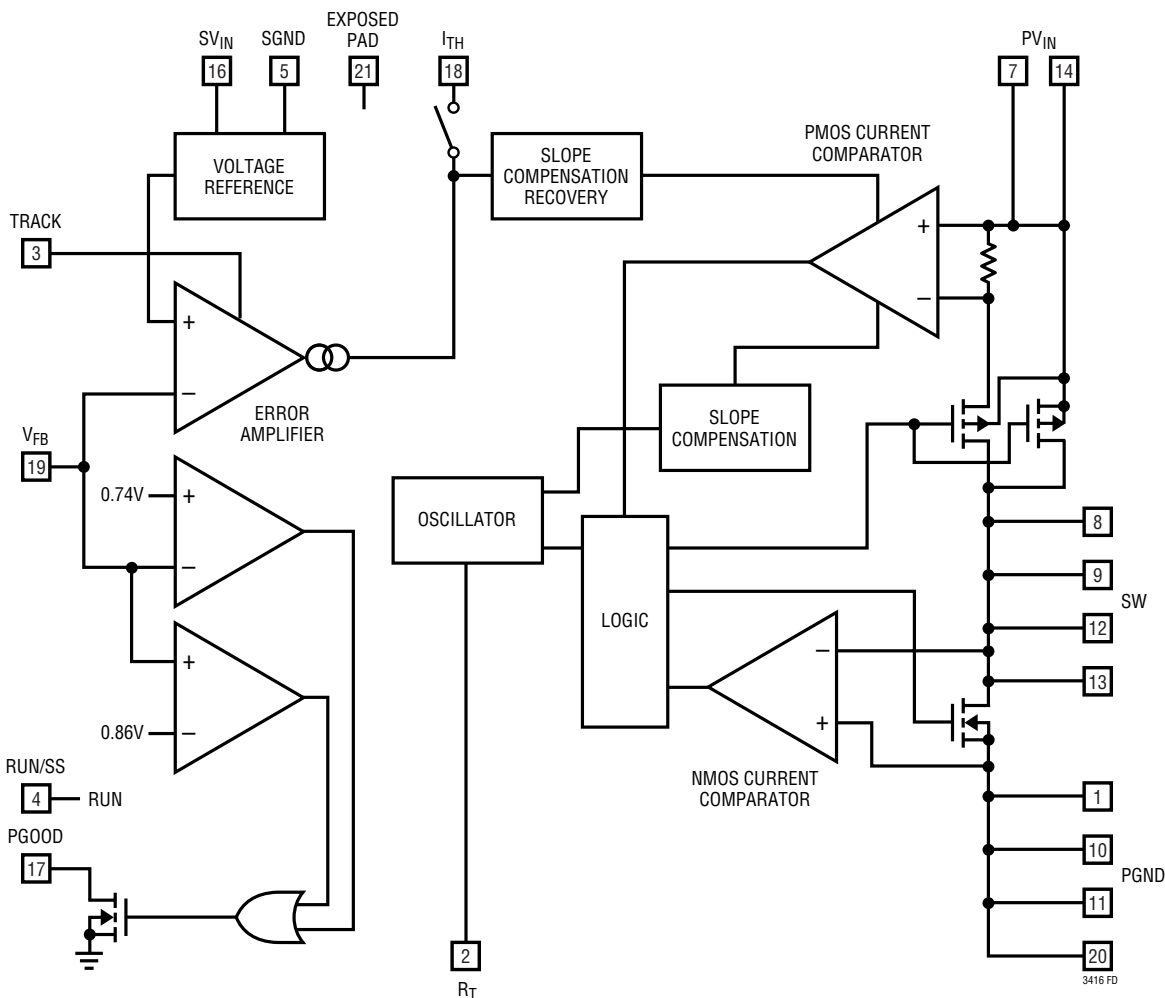 EXPOSED
PAD
SVIN
SGND
ITH
PVIN
16
5
21
18
7
14
VOLTAGE
REFERENCE
SLOPE
COMPENSATION
RECOVERY
PMOS CURRENT
COMPARATOR
TRACK
3
+
−
+
−
ERROR
AMPLIFIER
SLOPE
COMPENSATION
VFB
19
0.74V
+
−
OSCILLATOR
LOGIC
8
9
SW
12
13
+
0.86V
−
−
+
NMOS CURRENT
COMPARATOR
RUN/SS
4
RUN
PGOOD
17
1
10
PGND
11
20
2
RT
3416 FD